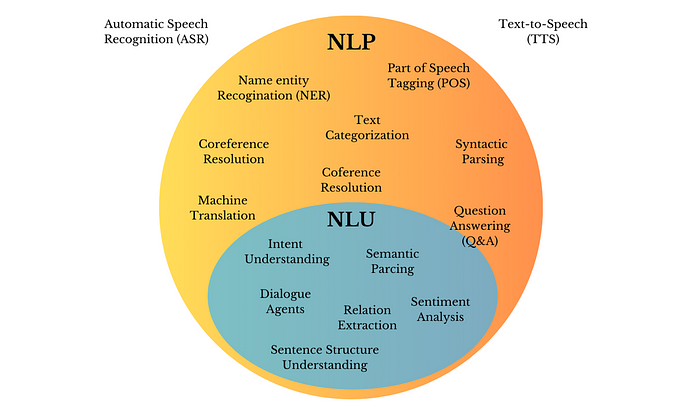 Automatic Speech
Recognition (ASR)
Text-to-Speech
(TTS)
NLP
Name entity
Recogination (NER)
Part of Speech
Tagging (POS)
Text
Categorization
Coreference
Resolution
Syntactic
Parsing
Coference
Resolution
Machine
Translation
Question
Answering
(Q&A)
NLU
Intent
Understanding
Semantic
Parcing
Dialogue
Agents
Relation
Extraction
Sentiment
Analysis
Sentence Structure
Understanding